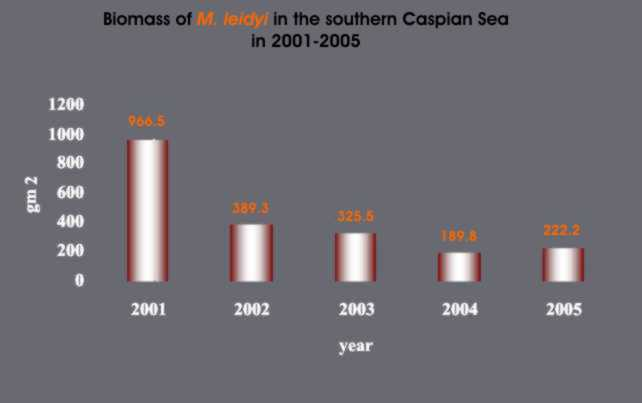 Biomass of M. leidyi in the southern Caspian Sea
in 2001-2005
1200
1000
800
600
400
200
0
gm 2
966.5
389.3
325.5
189.8
222.2
2001 2002 2003 2004 2005
year